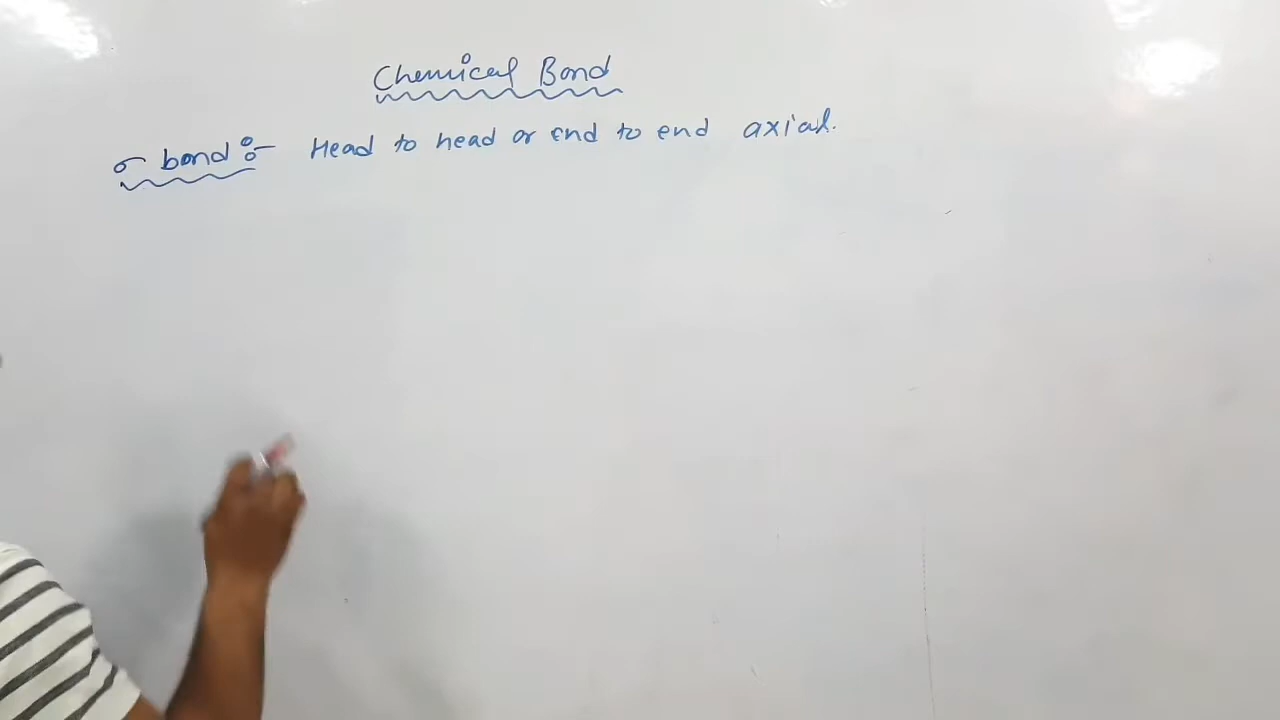 Chemical Bond
σ bond :- Head to head or end to end axial.